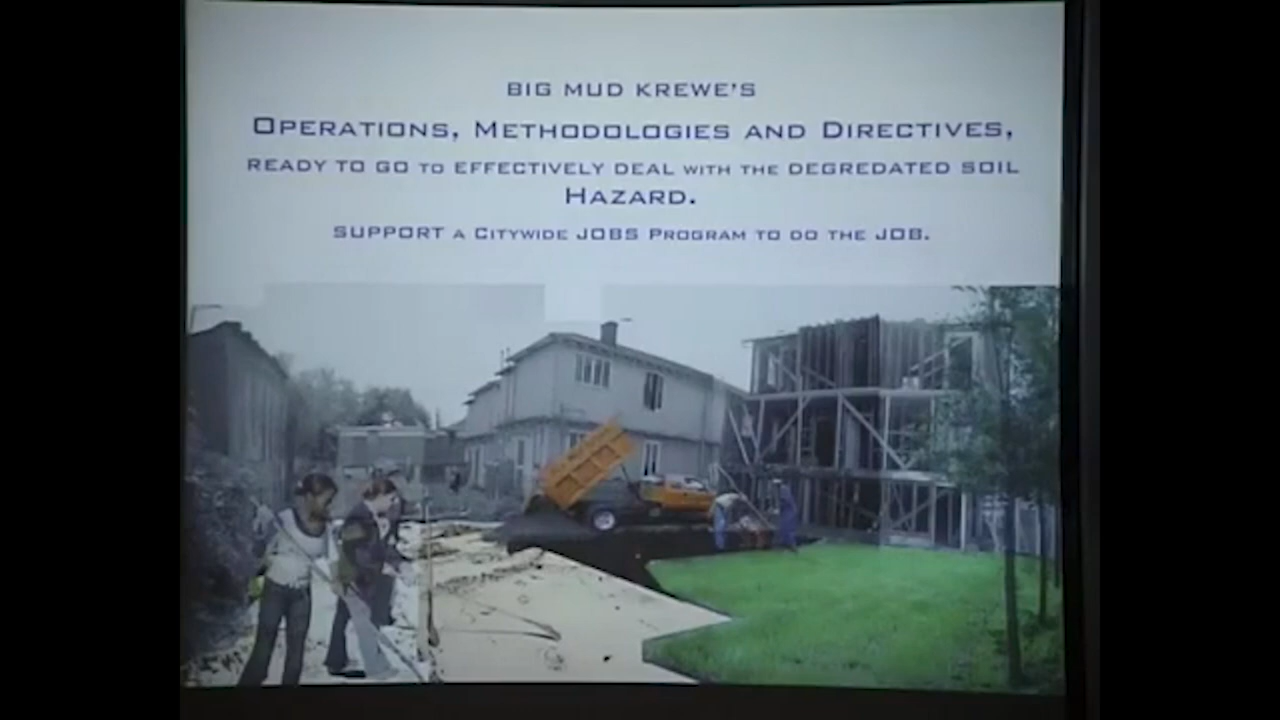 BIG MUD KREWE'S
OPERATIONS, METHODOLOGIES AND DIRECTIVES,
READY TO GO TO EFFECTIVELY DEAL WITH THE DEGREDATED SOIL
HAZARD.
SUPPORT A CITYWIDE JOBS PROGRAM TO DO THE JOB.